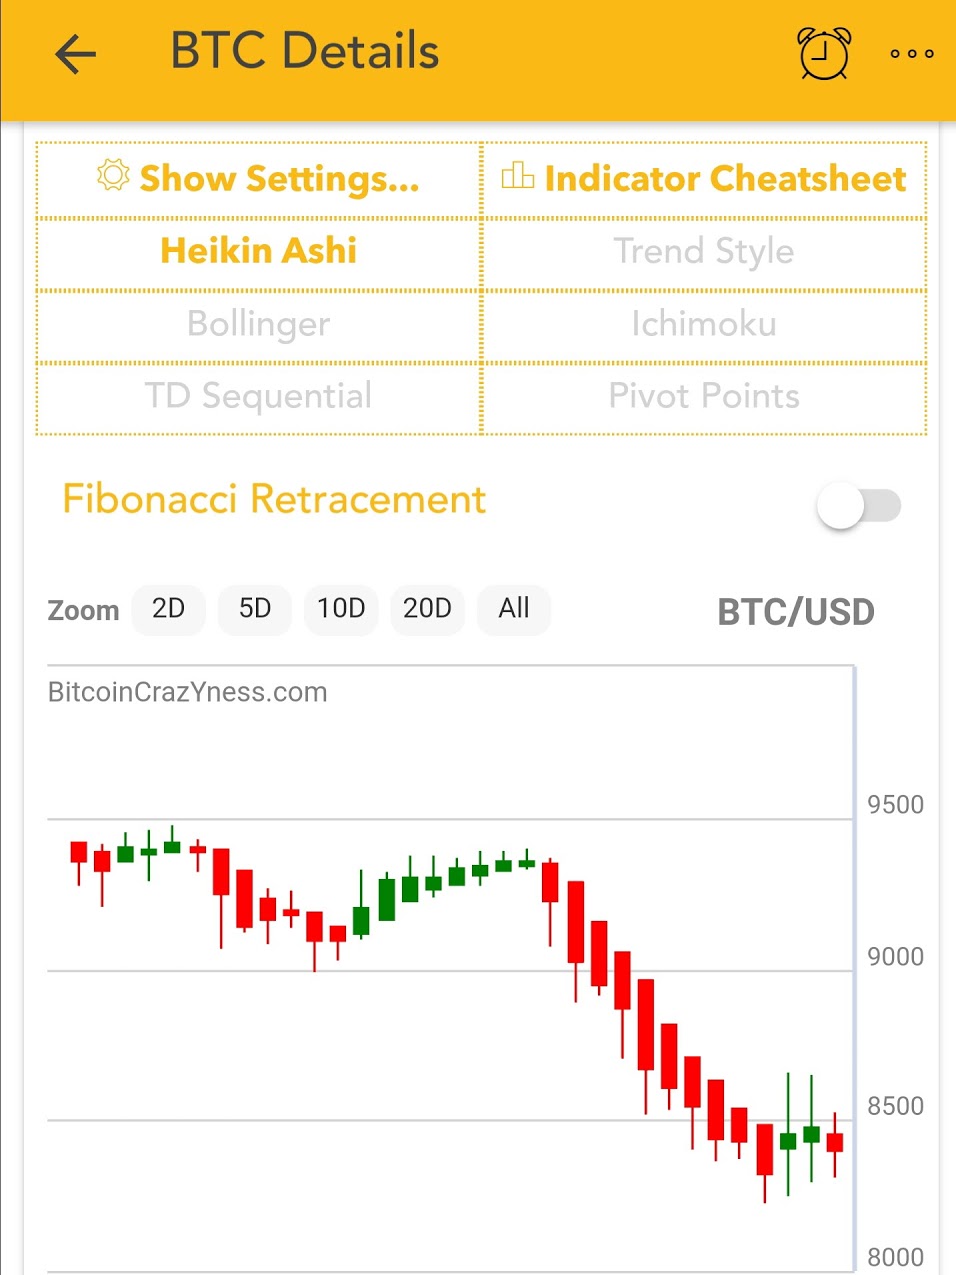 BTC Details
Show Settings... Indicator Cheatsheet
Heikin Ashi Trend Style
Bollinger Ichimoku
TD Sequential Pivot Points
Fibonacci Retracement
Zoom 2D 5D 10D 20D All BTC/USD
BitcoinCrazYness.com
9500
9000
8500
8000